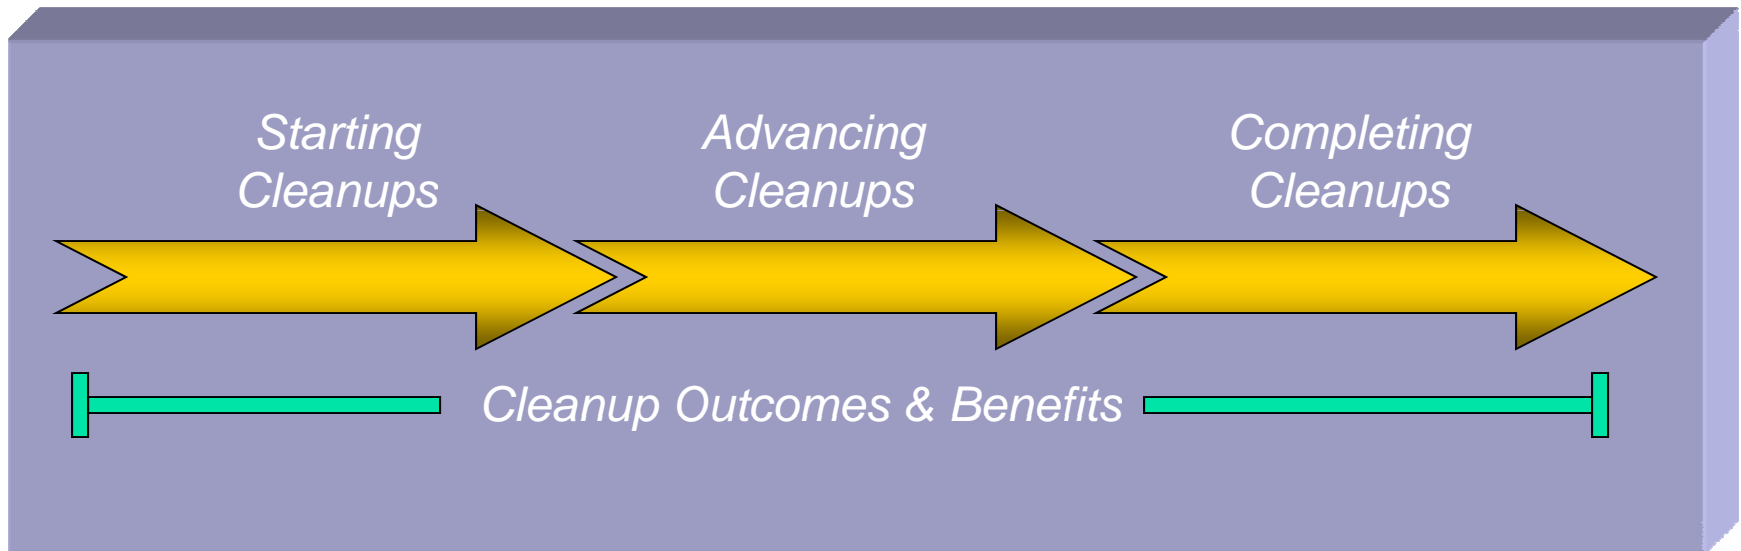 Starting
Cleanups
Advancing
Cleanups
Completing
Cleanups
Cleanup Outcomes & Benefits